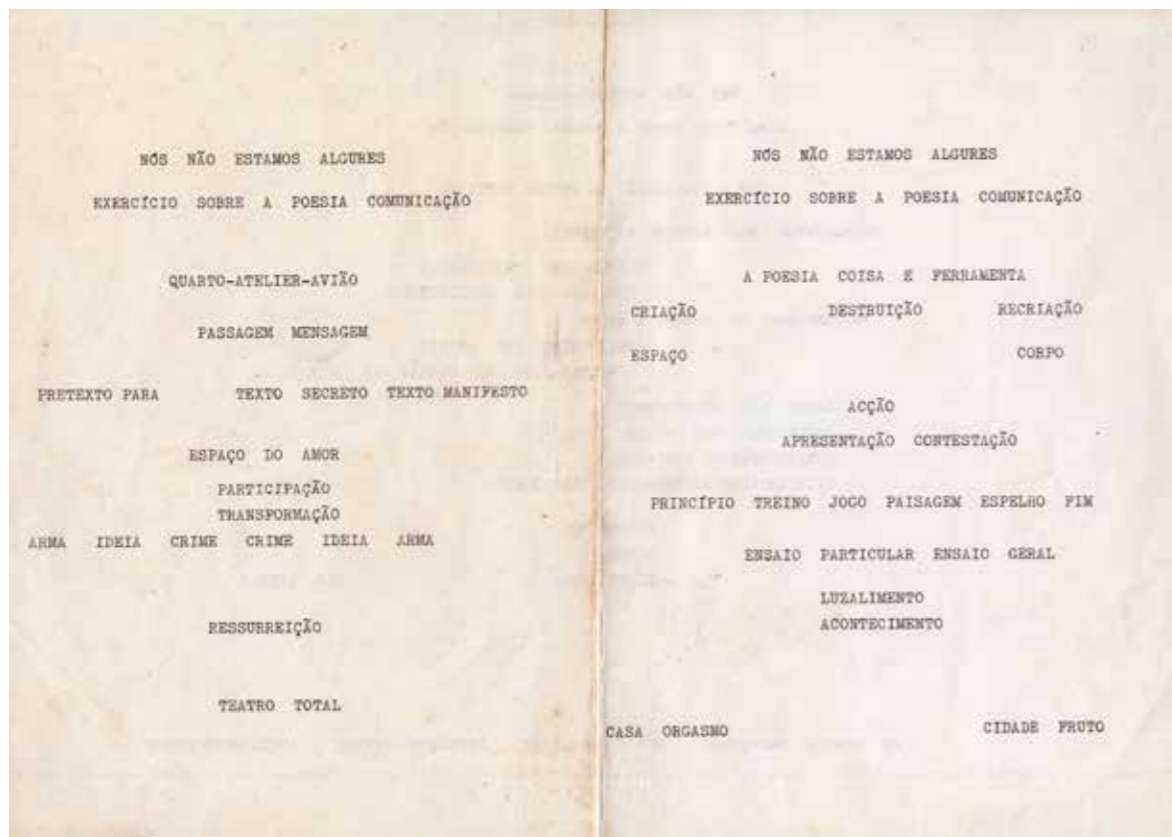 NÓS NÃO ESTAMOS ALGURES
EXERCÍCIO SOBRE A POESIA COMUNICAÇÃO
QUARTO-ATELIER-AVIÃO
PASSAGEM MENSAGEM
PRETEXTO PARA TEXTO SECRETO TEXTO MANIFESTO
ESPAÇO DO AMOR
PARTICIPAÇÃO
TRANSFORMAÇÃO
ARMA IDEIA CRIME CRIME IDEIA ARMA
RESSURREIÇÃO
TEATRO TOTAL
NÓS NÃO ESTAMOS ALGURES
EXERCÍCIO SOBRE A POESIA COMUNICAÇÃO
A POESIA COISA E FERRAMENTA
CRIAÇÃO DESTRUIÇÃO RECRIAÇÃO
ESPAÇO CORPO
ACÇÃO
APRESENTAÇÃO CONTESTAÇÃO
PRINCÍPIO TREINO JOGO PAISAGEM ESPELHO FIM
ENSAIO PARTICULAR ENSAIO GERAL
LUZALIMENTO
ACONTECIMENTO
CASA ORGASMO CIDADE FRUTO